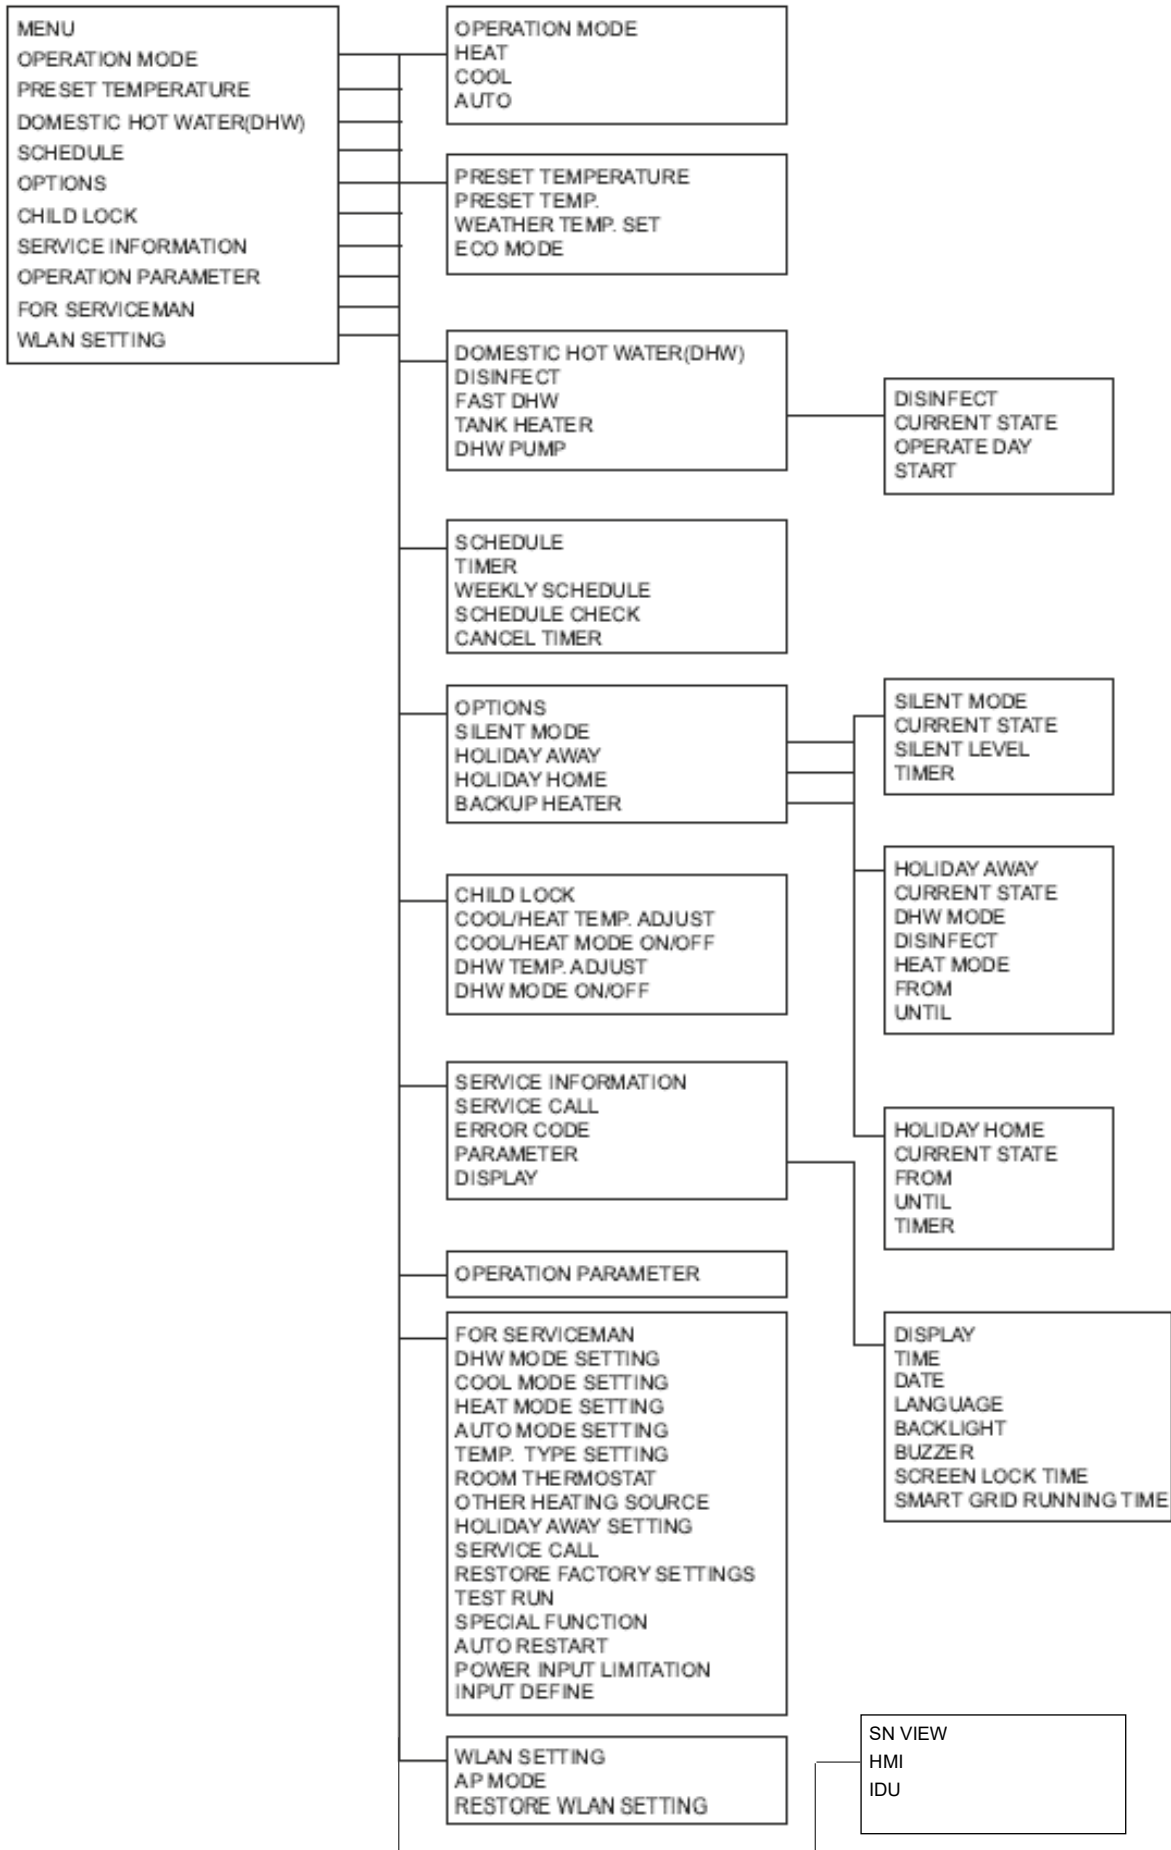 MENU
OPERATION MODE
PRESET TEMPERATURE
DOMESTIC HOT WATER(DHW)
SCHEDULE
OPTIONS
CHILD LOCK
SERVICE INFORMATION
OPERATION PARAMETER
FOR SERVICEMAN
WLAN SETTING
OPERATION MODE
HEAT
COOL
AUTO
PRESET TEMPERATURE
PRESET TEMP.
WEATHER TEMP. SET
ECO MODE
DOMESTIC HOT WATER(DHW)
DISINFECT
FAST DHW
TANK HEATER
DHW PUMP
DISINFECT
CURRENT STATE
OPERATE DAY
START
SCHEDULE
TIMER
WEEKLY SCHEDULE
SCHEDULE CHECK
CANCEL TIMER
OPTIONS
SILENT MODE
HOLIDAY AWAY
HOLIDAY HOME
BACKUP HEATER
SILENT MODE
CURRENT STATE
SILENT LEVEL
TIMER
HOLIDAY AWAY
CURRENT STATE
DHW MODE
DISINFECT
HEAT MODE
FROM
UNTIL
CHILD LOCK
COOL/HEAT TEMP. ADJUST
COOL/HEAT MODE ON/OFF
DHW TEMP. ADJUST
DHW MODE ON/OFF
SERVICE INFORMATION
SERVICE CALL
ERROR CODE
PARAMETER
DISPLAY
HOLIDAY HOME
CURRENT STATE
FROM
UNTIL
TIMER
OPERATION PARAMETER
FOR SERVICEMAN
DHW MODE SETTING
COOL MODE SETTING
HEAT MODE SETTING
AUTO MODE SETTING
TEMP. TYPE SETTING
ROOM THERMOSTAT
OTHER HEATING SOURCE
HOLIDAY AWAY SETTING
SERVICE CALL
RESTORE FACTORY SETTINGS
TEST RUN
SPECIAL FUNCTION
AUTO RESTART
POWER INPUT LIMITATION
INPUT DEFINE
DISPLAY
TIME
DATE
LANGUAGE
BACKLIGHT
BUZZER
SCREEN LOCK TIME
SMART GRID RUNNING TIME
WLAN SETTING
AP MODE
RESTORE WLAN SETTING
SN VIEW
HMI
IDU